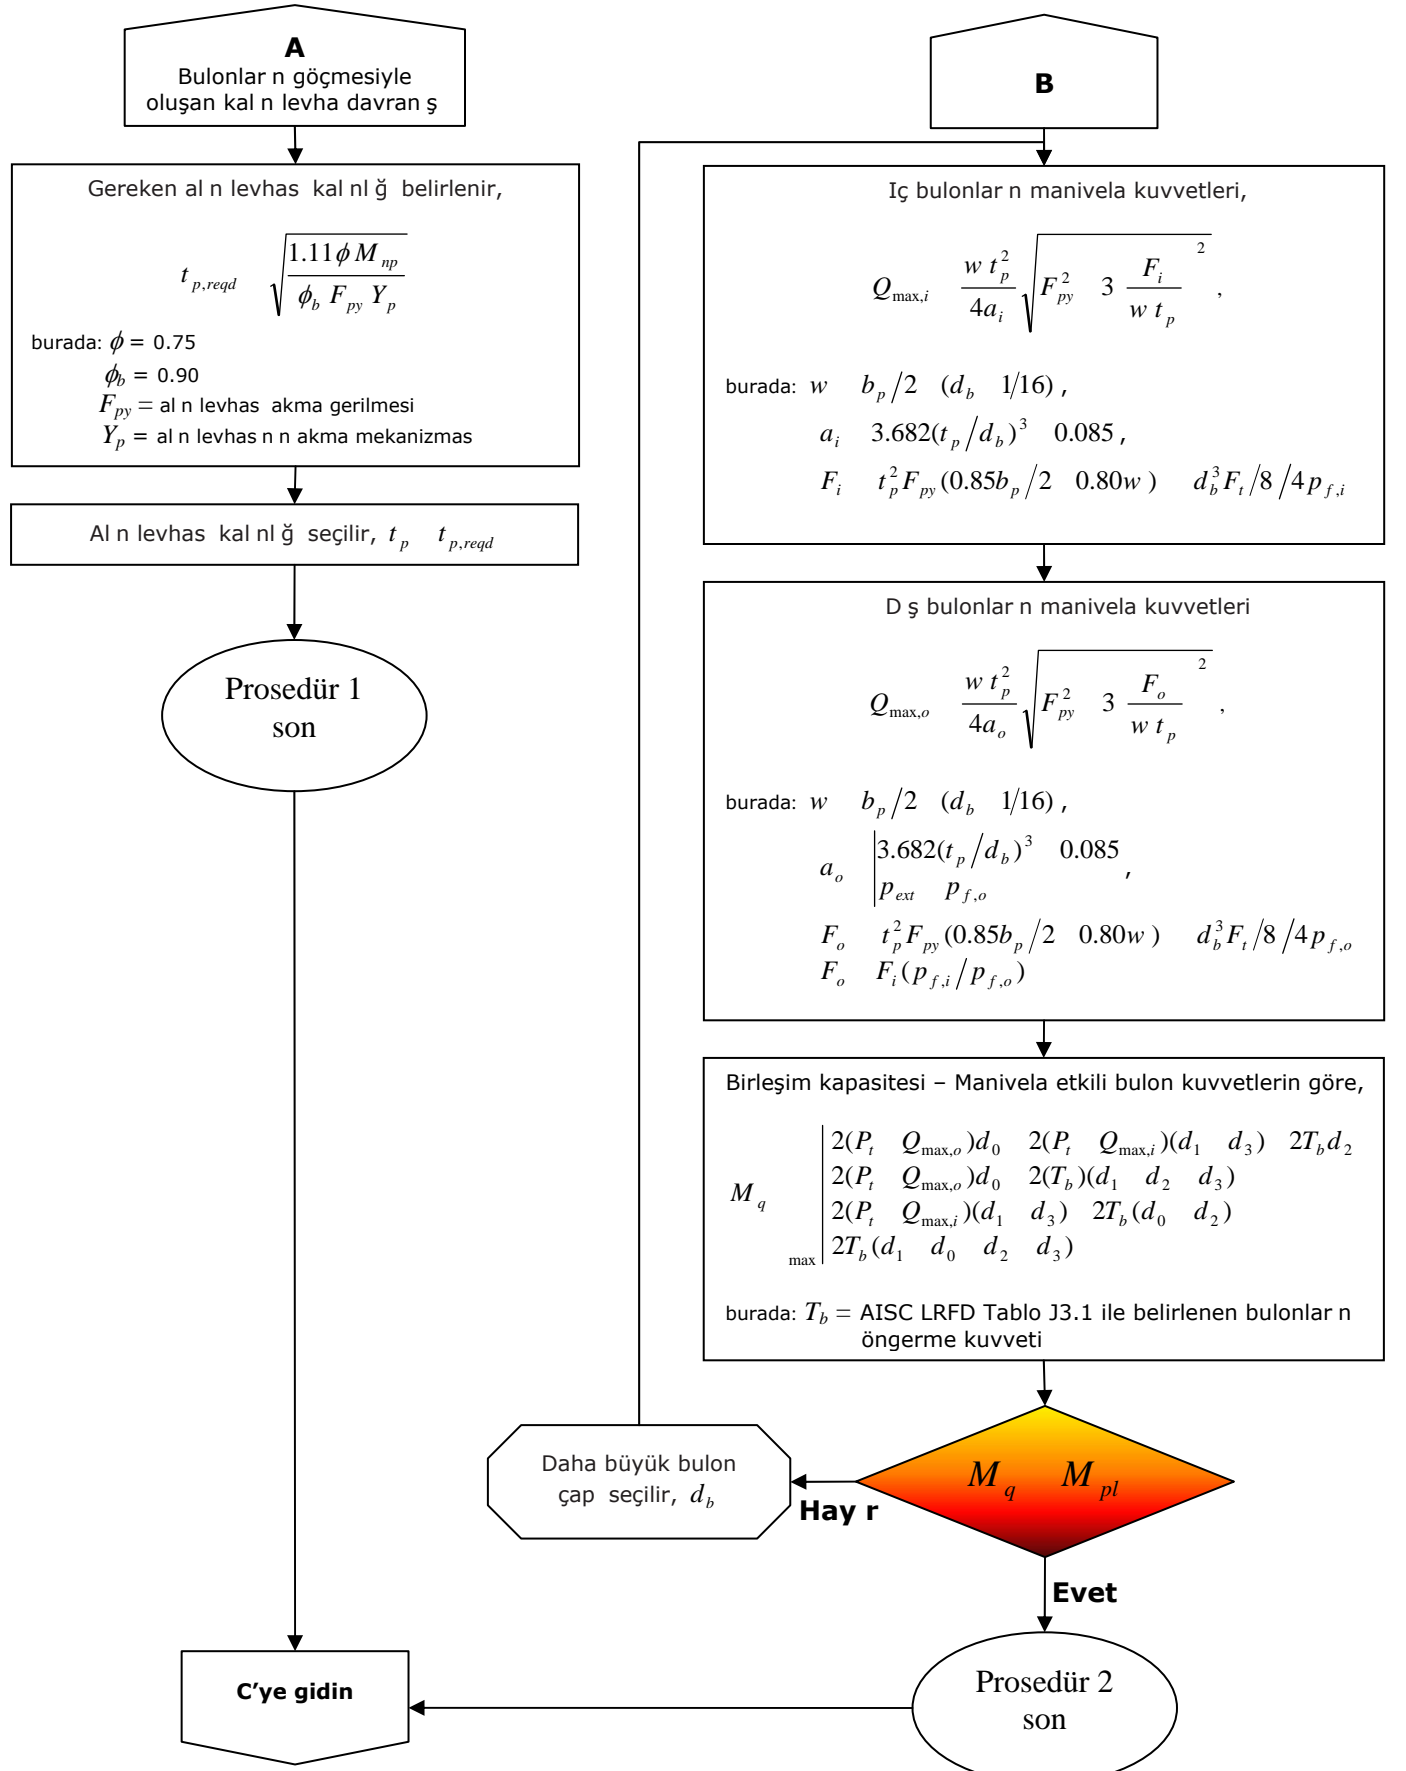 A
Bulonlar n göçmesiyle
oluşan kal n levha davran ş
Gereken al n levhas kal nl ğ belirlenir,
t p,reqd √ 1.11 ϕ M np / ϕ b F py Y p
burada: ϕ = 0.75
ϕb = 0.90
Fpy = al n levhas akma gerilmesi
Yp = al n levhas n n akma mekanizmas
Al n levhas kal nl ğ seçilir, t p t p,reqd
Prosedür 1
son
B
Iç bulonlar n manivela kuvvetleri,
Q max,i w t p 2 / 4a i √ F py 2 3 F i / w t p 2 ,
burada: w b p /2 (d b 1/16) ,
a i 3.682(t p /d b ) 3 0.085 ,
F i t p 2 F py (0.85b p /2 0.80w ) d b 3 F t /8 /4p f,i
D ş bulonlar n manivela kuvvetleri
Q max,o w t p 2 / 4a o √ F py 2 3 F o / w t p 2 ,
burada: w b p /2 (d b 1/16) ,
a o 3.682(t p /d b ) 3 0.085
p ext p f,o ,
F o t p 2 F py (0.85b p /2 0.80w ) d b 3 F t /8 /4p f,o
F o F i (p f,i /p f,o )
Birleşim kapasitesi – Manivela etkili bulon kuvvetlerin göre,
M q max 2(P t Q max,o )d 0 2(P t Q max,i )(d 1 d 3 ) 2T b d 2
2(P t Q max,o )d 0 2(T b )(d 1 d 2 d 3 )
2(P t Q max,i )(d 1 d 3 ) 2T b (d 0 d 2 )
2T b (d 1 d 0 d 2 d 3 )
burada: Tb = AISC LRFD Tablo J3.1 ile belirlenen bulonlar n
öngerme kuvveti
M q M pl
Hay r
Daha büyük bulon
çap seçilir, d b
Evet
Prosedür 2
son
C’ye gidin